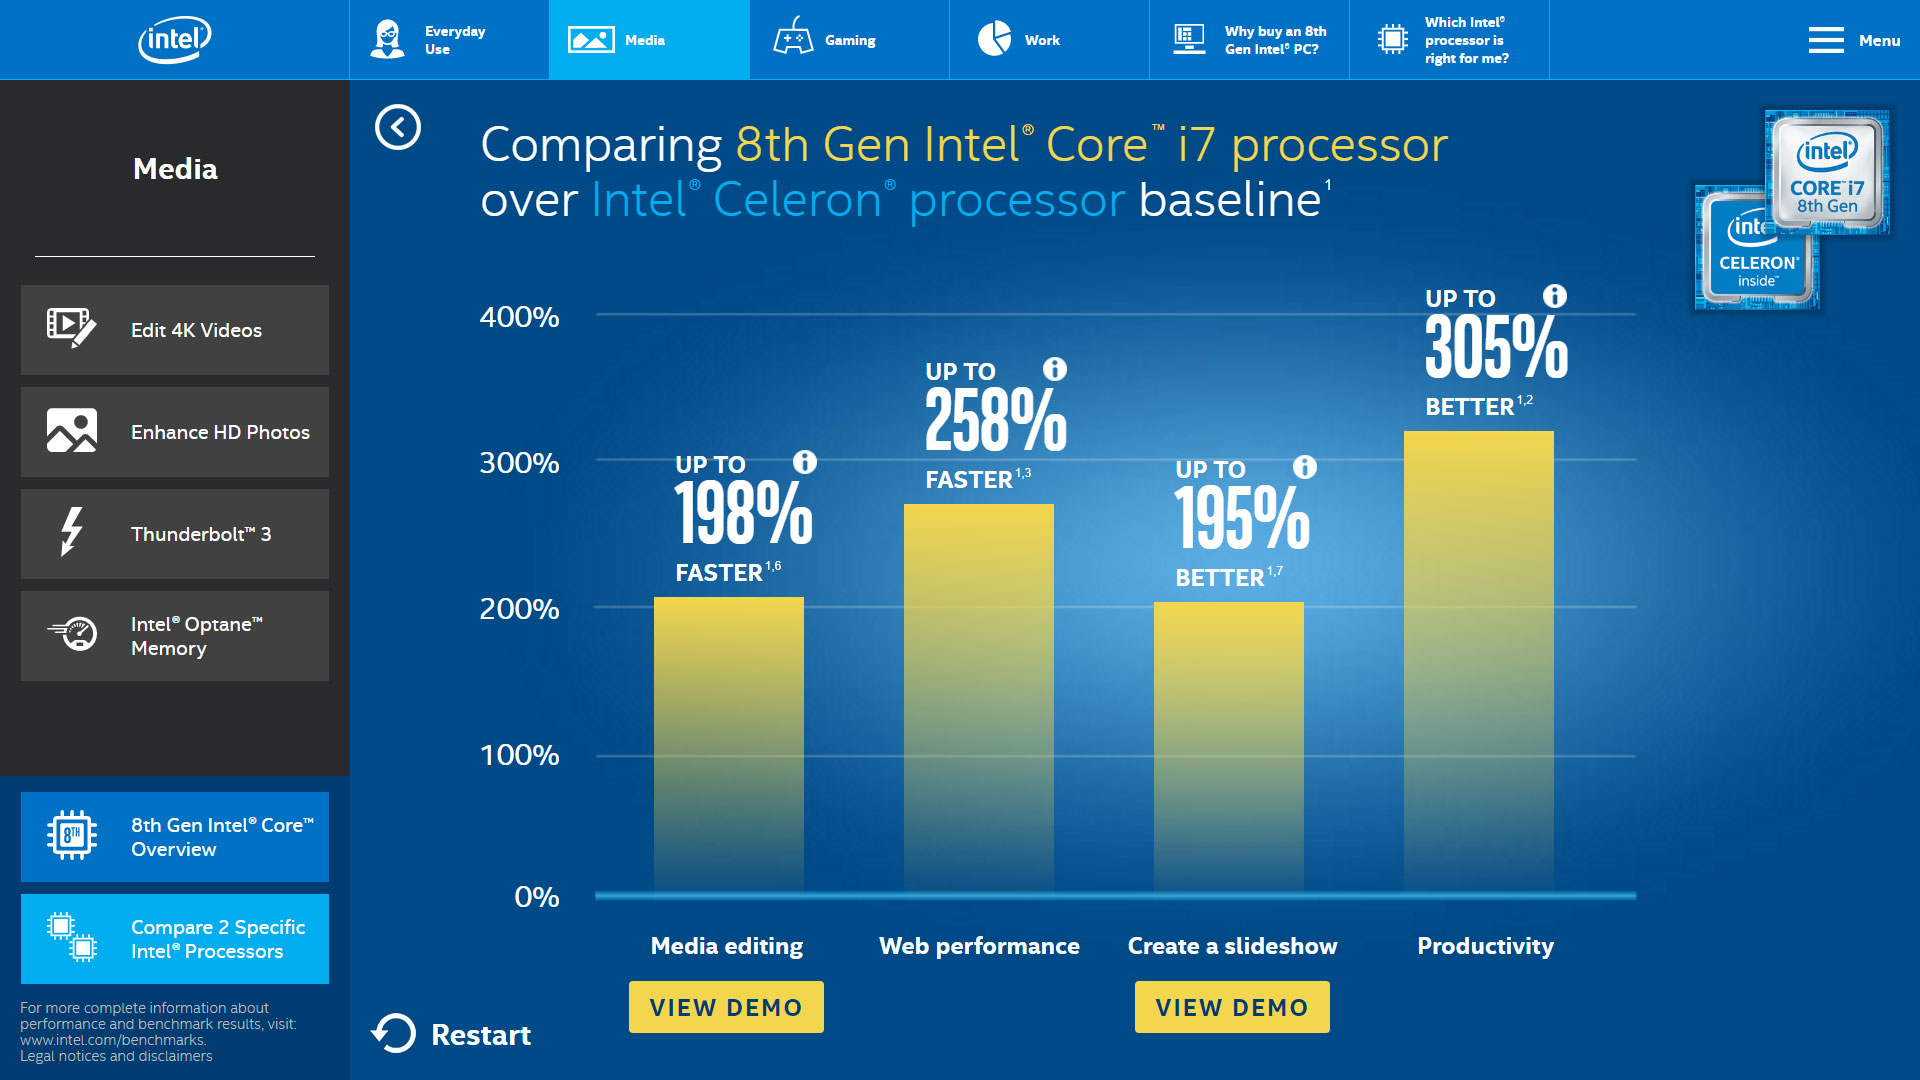 intel®
Everyday
Use
Media
Gaming
Work
Why buy an 8th
Gen Intel® PC?
Which Intel®
processor is
right for me?
Menu
Media
Edit 4K Videos
Enhance HD Photos
Thunderbolt™ 3
Intel® Optane™
Memory
8TH
8th Gen Intel® Core™
Overview
Compare 2 Specific
Intel® Processors
For more complete information about
performance and benchmark results, visit:
www.intel.com/benchmarks.
Legal notices and disclaimers
Comparing 8th Gen Intel® Core™ i7 processor
over Intel® Celeron® processor baseline¹
intel®
CORE™ i7
8th Gen
inte
CELERON®
inside™
400%
300%
200%
100%
0%
UP TO
198%
FASTER 1,6
UP TO
258%
FASTER 1,3
UP TO
195%
BETTER 1,7
UP TO
305%
BETTER 1,2
Media editing
Web performance
Create a slideshow
Productivity
VIEW DEMO
VIEW DEMO
Restart